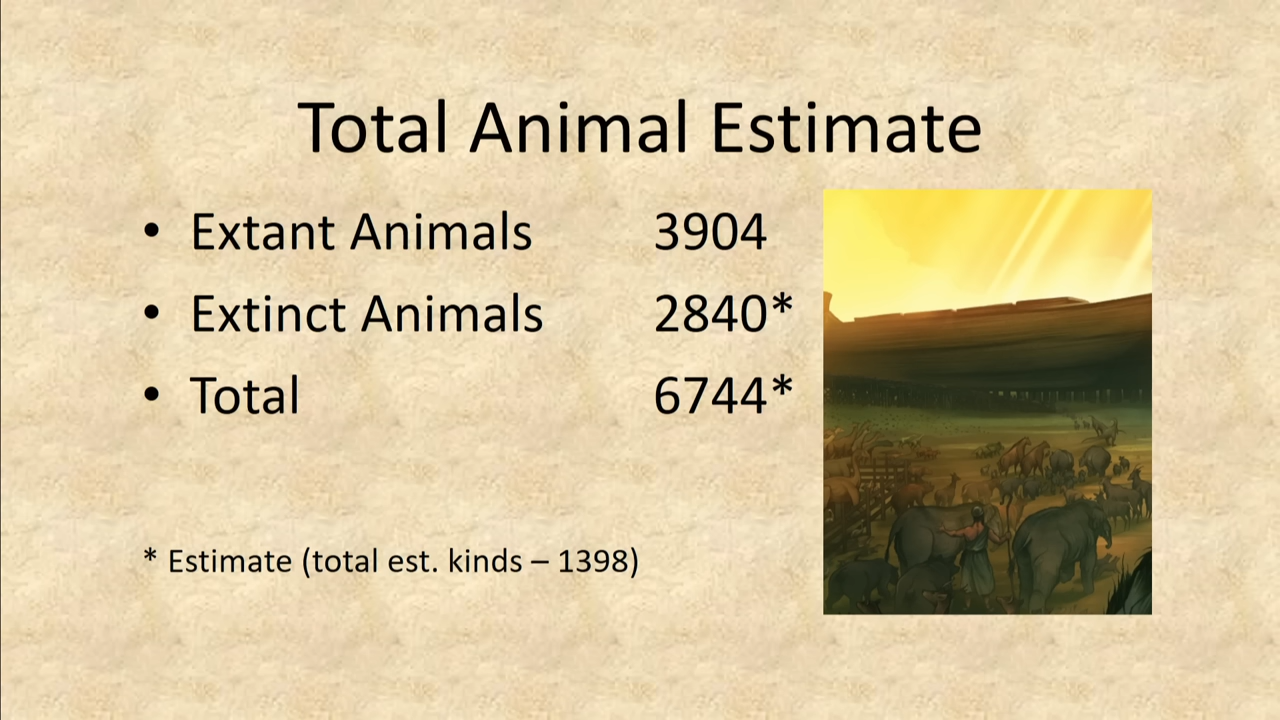 Total Animal Estimate
• Extant Animals 3904
• Extinct Animals 2840*
• Total 6744*
* Estimate (total est. kinds – 1398)